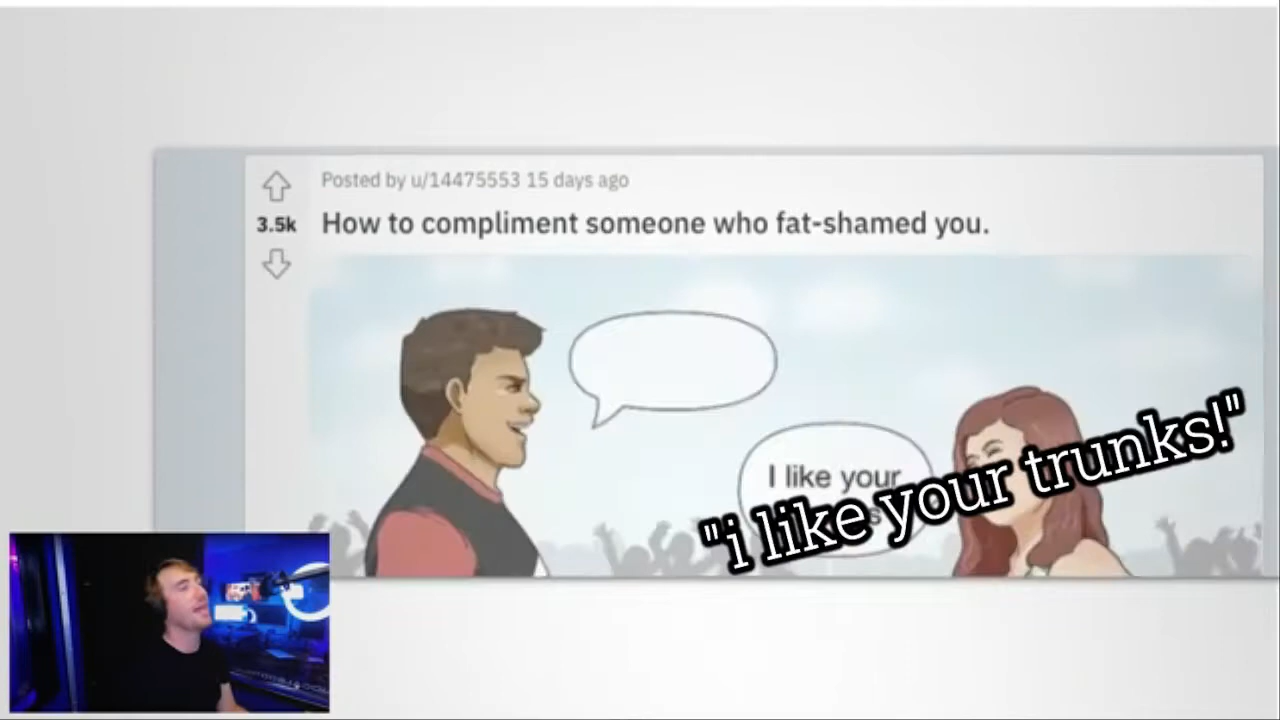 Posted by u/14475553 15 days ago
3.5k
How to compliment someone who fat-shamed you.
I like your
"i like your trunks!"